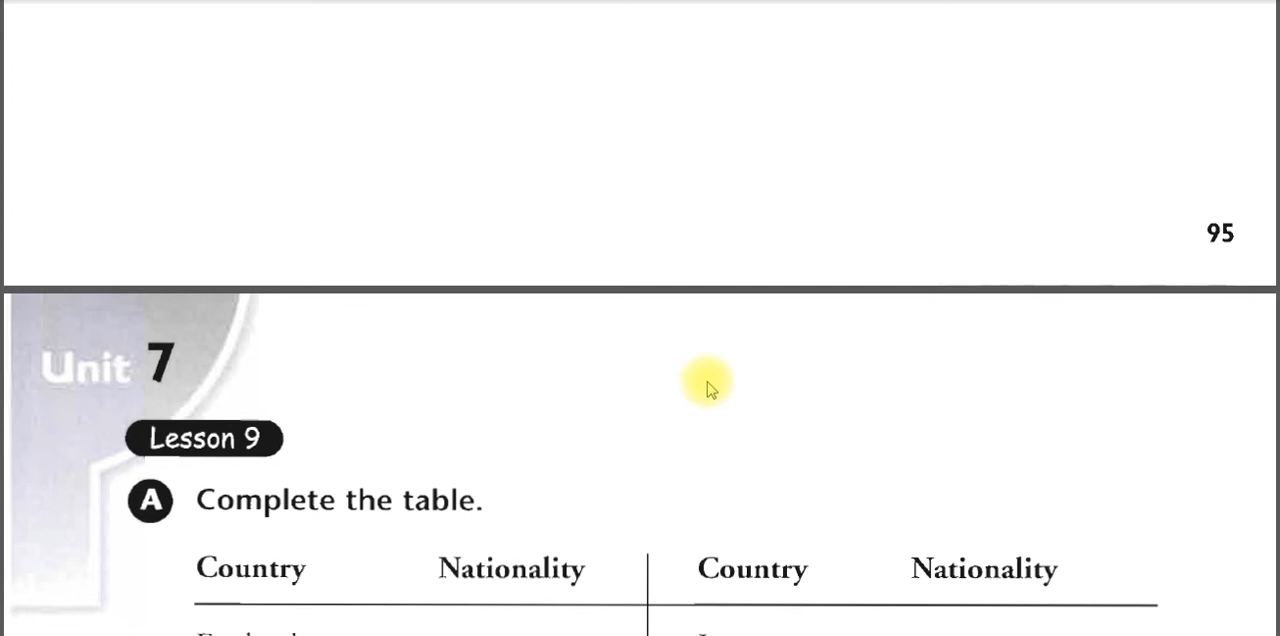 95
Unit 7
Lesson 9
A Complete the table.
Country Nationality Country Nationality